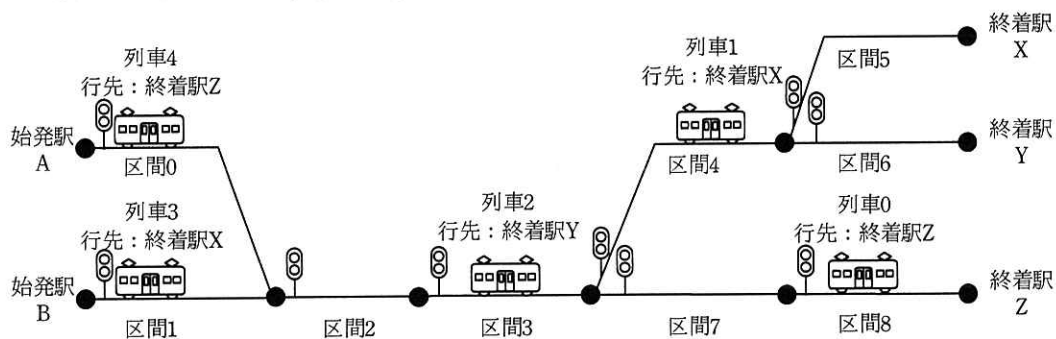 列車4
行先：終着駅Z
始発駅
A
区間0
列車3
行先：終着駅X
始発駅
B
区間1
区間2
列車2
行先：終着駅Y
区間3
列車1
行先：終着駅X
区間4
区間5
終着駅
X
区間6
終着駅
Y
列車0
行先：終着駅Z
区間7
区間8
終着駅
Z